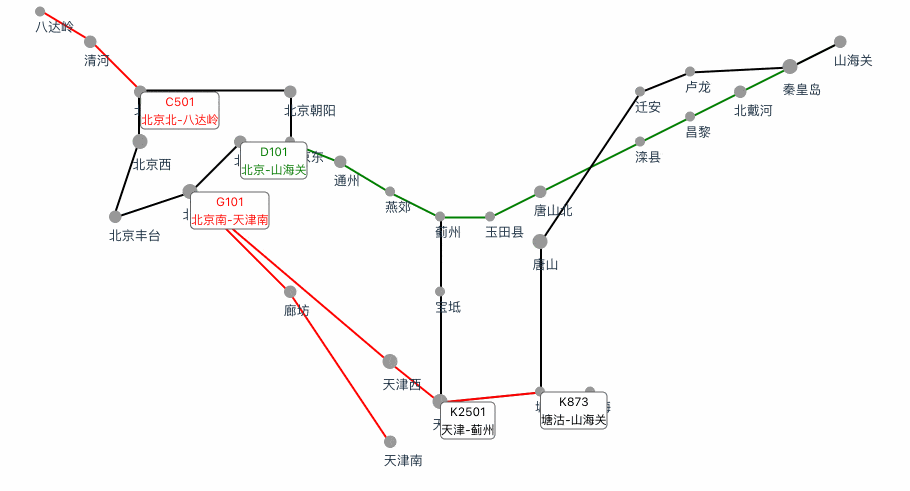 八达岭
清河
山海关
卢龙
秦皇岛
C501
北京北-八达岭
北京朝阳
迁安
北戴河
昌黎
D101
北京-山海关
东
滦县
北京西
通州
燕郊
唐山北
G101
北京南-天津南
北京丰台
蓟州
玉田县
唐山
廊坊
宝坻
天津西
K2501
天津-蓟州
K873
塘沽-山海关
天津南